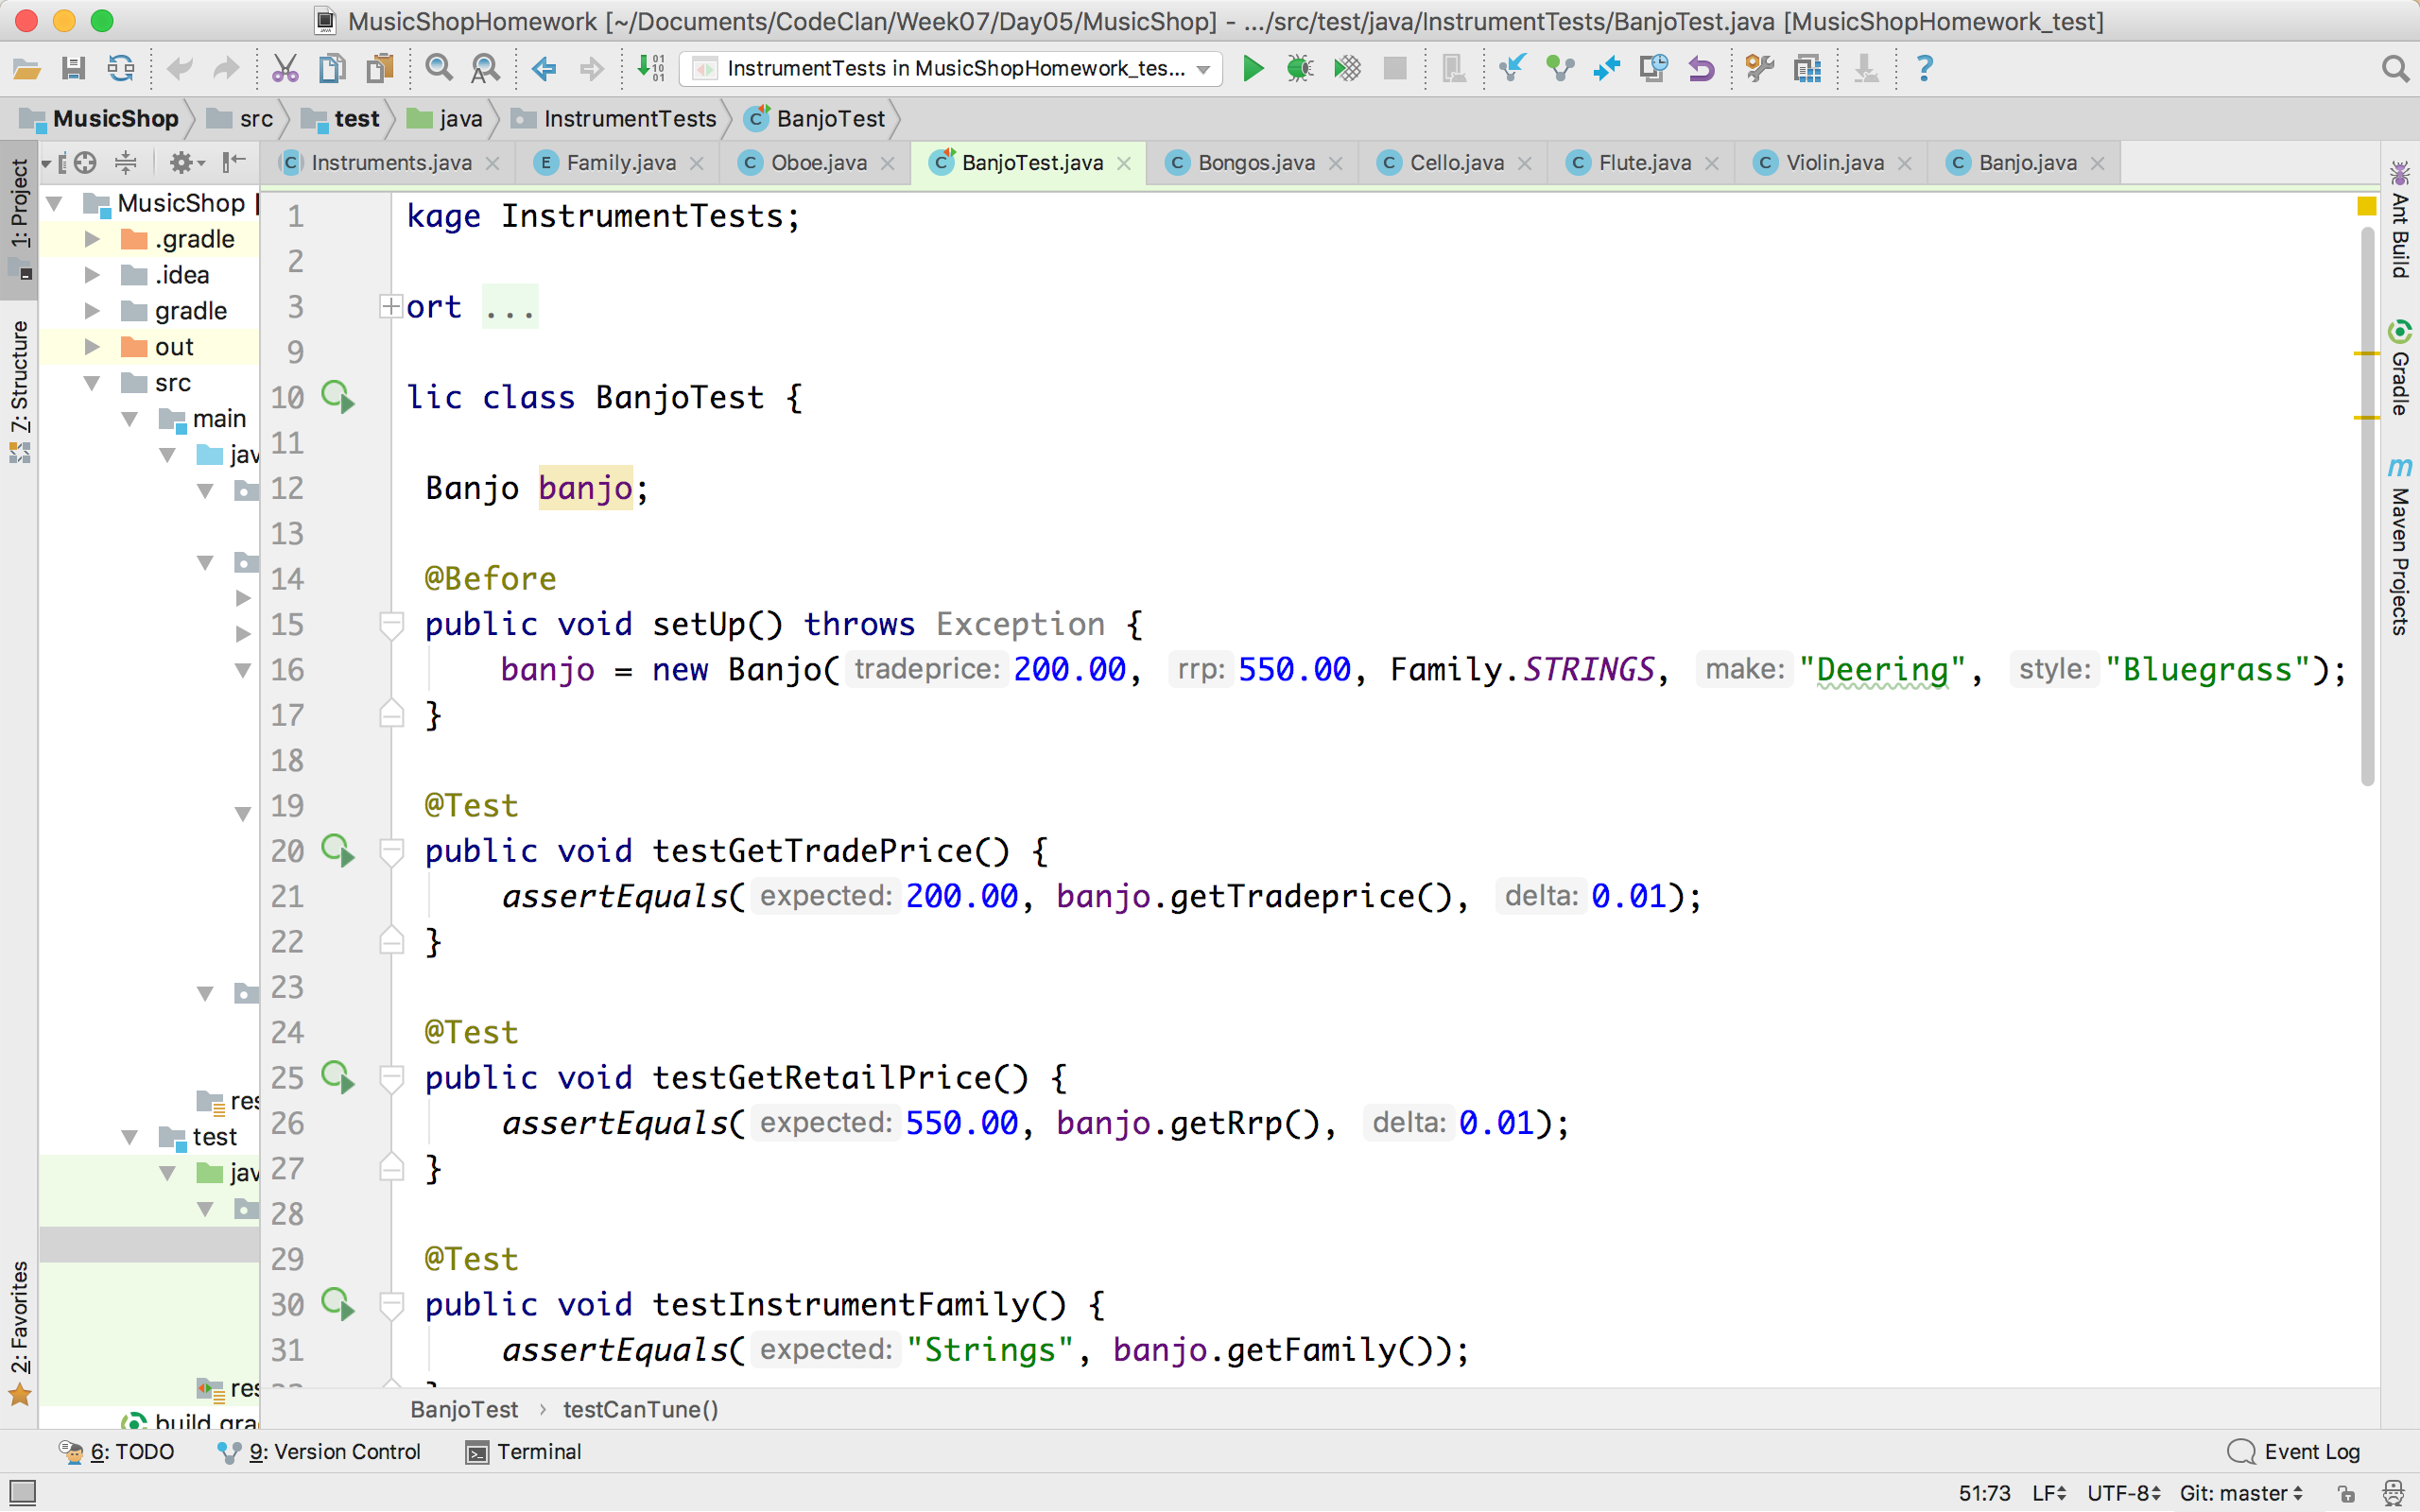 MusicShopHomework [~/Documents/CodeClan/Week07/Day05/MusicShop] - .../src/test/java/InstrumentTests/BanjoTest.java [MusicShopHomework_test]
InstrumentTests in MusicShopHomework_tes...
MusicShop src test java InstrumentTests BanjoTest
Instruments.java Family.java Oboe.java BanjoTest.java Bongos.java Cello.java Flute.java Violin.java Banjo.java
1: Project
7: Structure
2: Favorites
MusicShop
.gradle
.idea
gradle
out
src
main
jav
res
test
jav
res
build.gra
1 kage InstrumentTests;
2
3 ort ...
9
10 lic class BanjoTest {
11
12 Banjo banjo;
13
14 @Before
15 public void setUp() throws Exception {
16 banjo = new Banjo( tradeprice: 200.00, rrp: 550.00, Family.STRINGS, make: "Deering", style: "Bluegrass");
17 }
18
19 @Test
20 public void testGetTradePrice() {
21 assertEquals( expected: 200.00, banjo.getTradeprice(), delta: 0.01);
22 }
23
24 @Test
25 public void testGetRetailPrice() {
26 assertEquals( expected: 550.00, banjo.getRrp(), delta: 0.01);
27 }
28
29 @Test
30 public void testInstrumentFamily() {
31 assertEquals( expected: "Strings", banjo.getFamily());
Ant Build
Gradle
Maven Projects
BanjoTest › testCanTune()
6: TODO 9: Version Control Terminal Event Log
51:73 LF UTF-8 Git: master